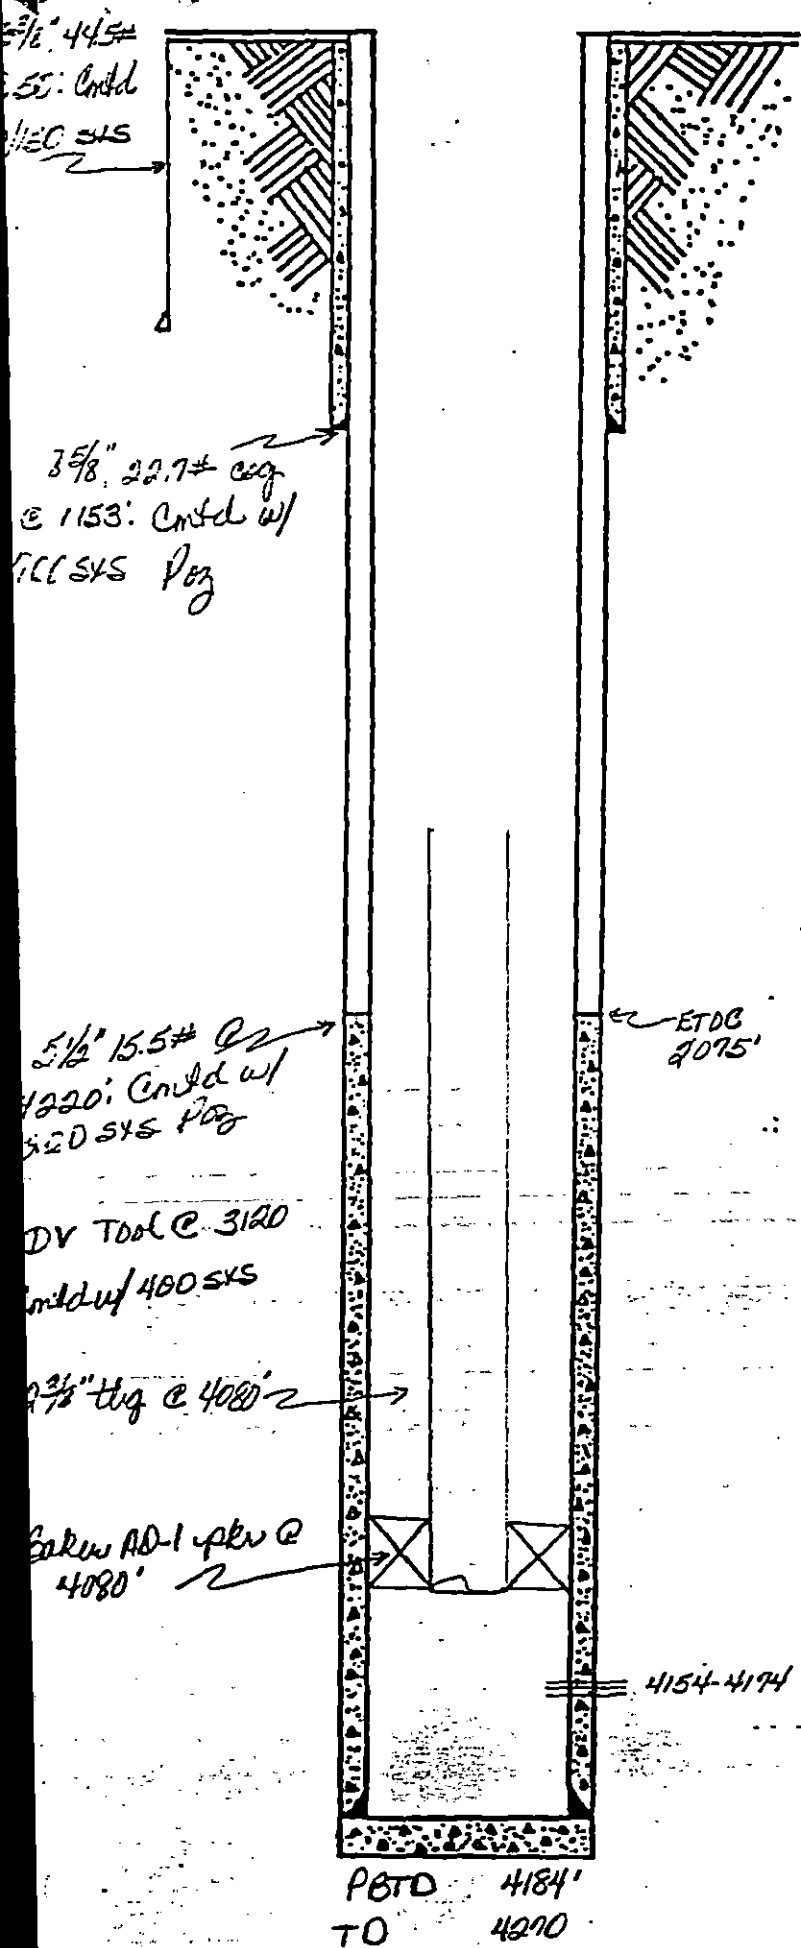 44.5#
Cmtd
sxs
5/8" 22.7# csg
@ 1153'. Cmtd w/
sxs Poz
5 1/2" 15.5# @
4220'. Cmtd w/
sxs Poz
ETOC
2075'
DV Tool @ 3120
Cmtd w/ 400 sxs
2 3/8" tbg @ 4080'
Baker AD-1 pkr @
4080'
4154-4174
PBTD 4184'
TD 4270